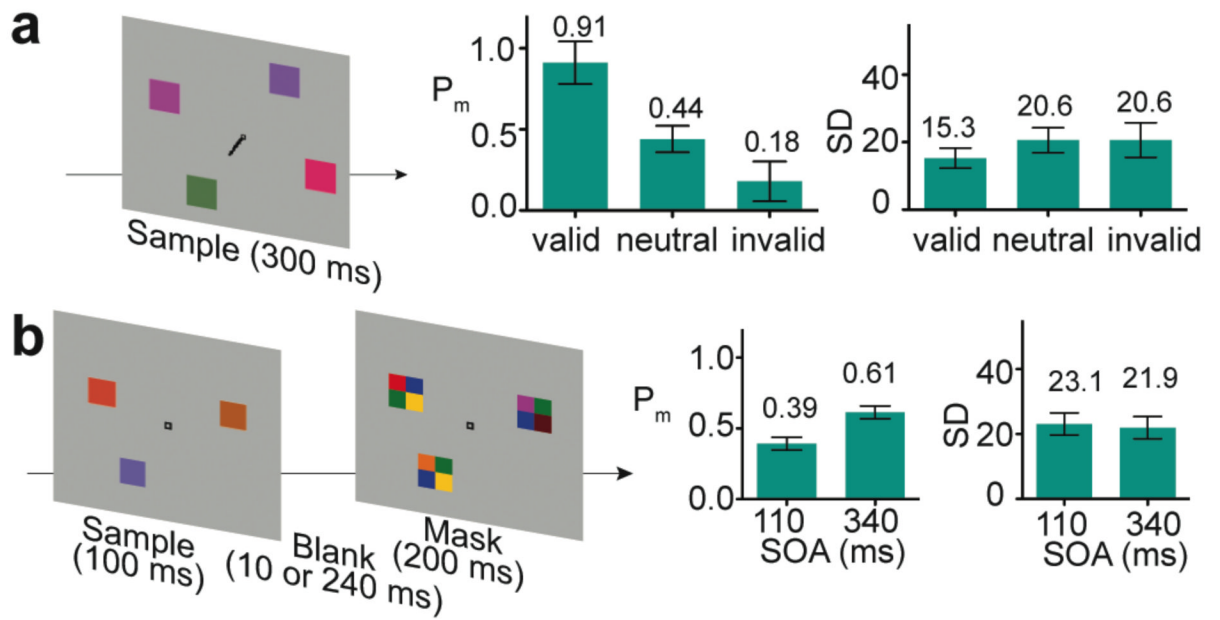 a
Sample (300 ms)
Pm
1.0
0.5
0.0
0.91
0.44
0.18
valid neutral invalid
SD
40
20
0
15.3
20.6
20.6
valid neutral invalid
b
Sample
(100 ms)
Blank
(10 or 240 ms)
Mask
(200 ms)
Pm
1.0
0.5
0.0
0.39
0.61
110 340
SOA (ms)
SD
40
20
0
23.1 21.9
110 340
SOA (ms)